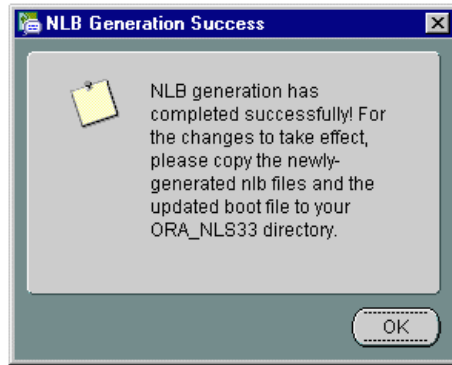 NLB Generation Success
NLB generation has
completed successfully! For
the changes to take effect,
please copy the newly-
generated nlb files and the
updated boot file to your
ORA_NLS33 directory.
OK